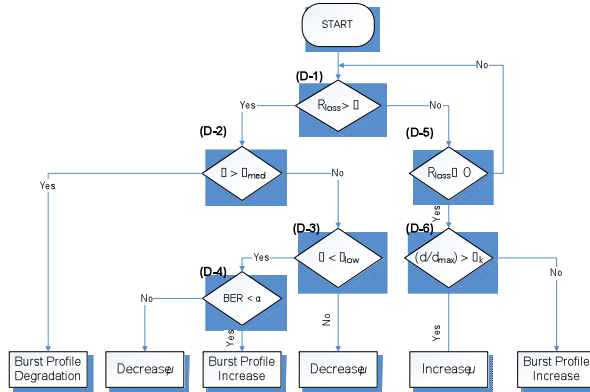 START
(D-1)
No
R_loss > ▯
Yes
No
(D-2)
(D-5)
▯ > ▯_med
R_loss ▯ 0
Yes
No
Yes
(D-3)
(D-6)
▯ < ▯_low
(d/d_max) > ▯_k
Yes
No
(D-4)
BER < α
No
Yes
No
Yes
Burst Profile
Degradation
Decrease μ
Burst Profile
Increase
Decrease μ
Increase μ
Burst Profile
Increase